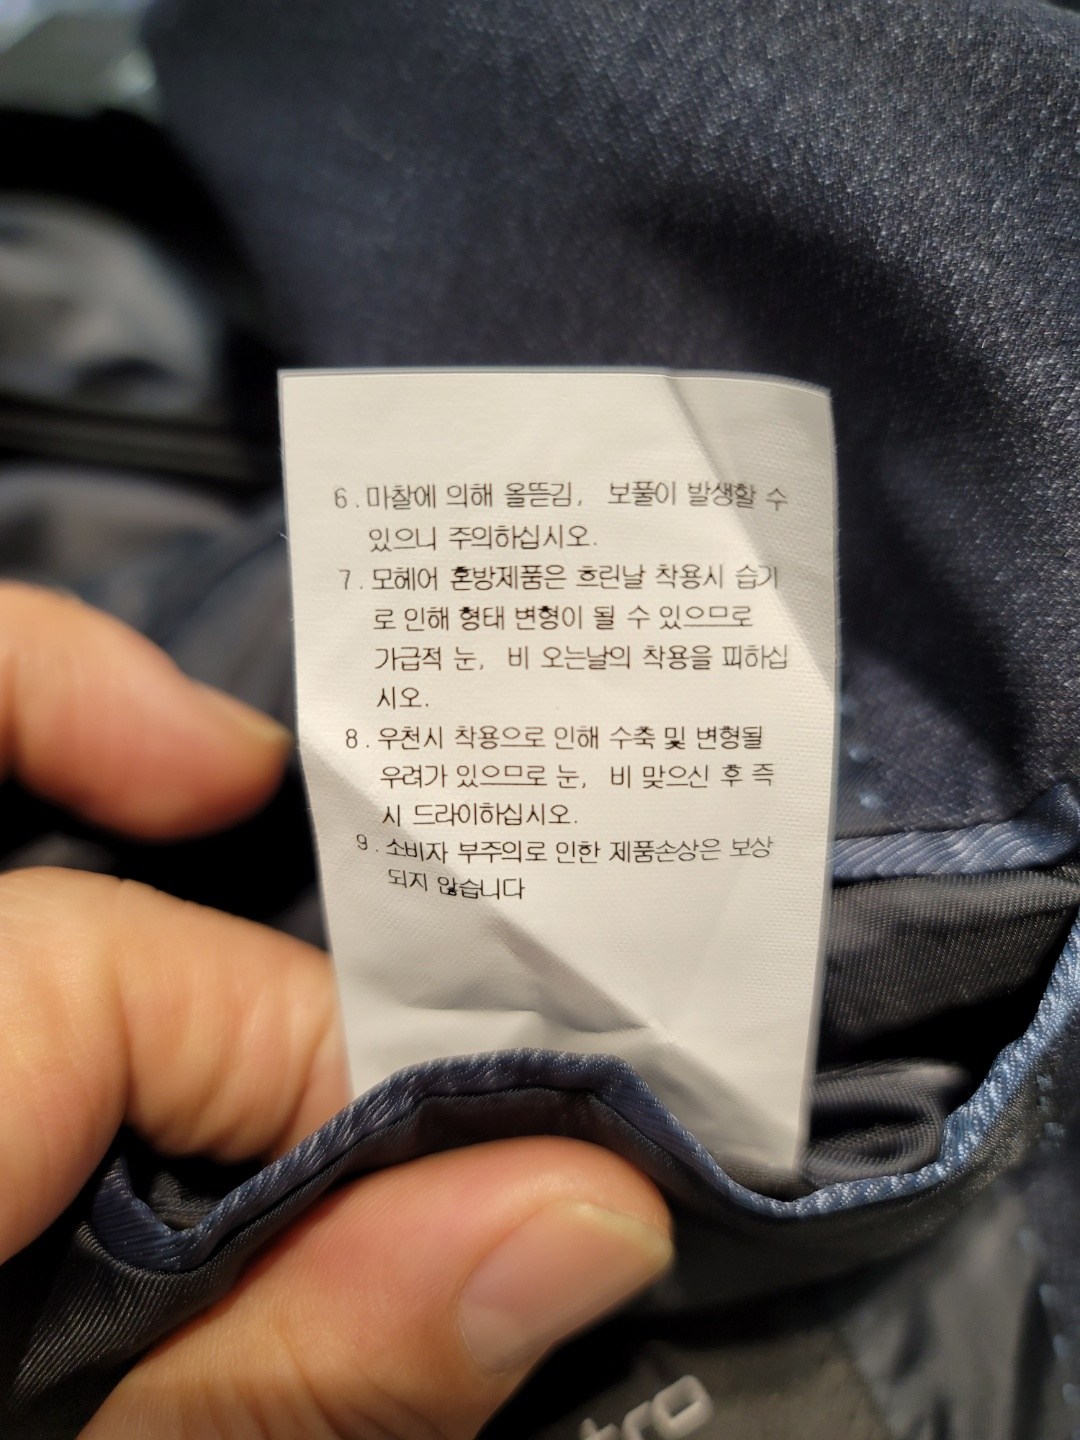 6. 마찰에 의해 올뜯김, 보풀이 발생할 수
있으니 주의하십시오.
7. 모헤어 혼방제품은 흐린날 착용시 습기
로 인해 형태 변형이 될 수 있으므로
가급적 눈, 비 오는날의 착용을 피하십
시오.
8. 우천시 착용으로 인해 수축 및 변형될
우려가 있으므로 눈, 비 맞으신 후 즉
시 드라이하십시오.
9. 소비자 부주의로 인한 제품손상은 보상
되지 않습니다
tro